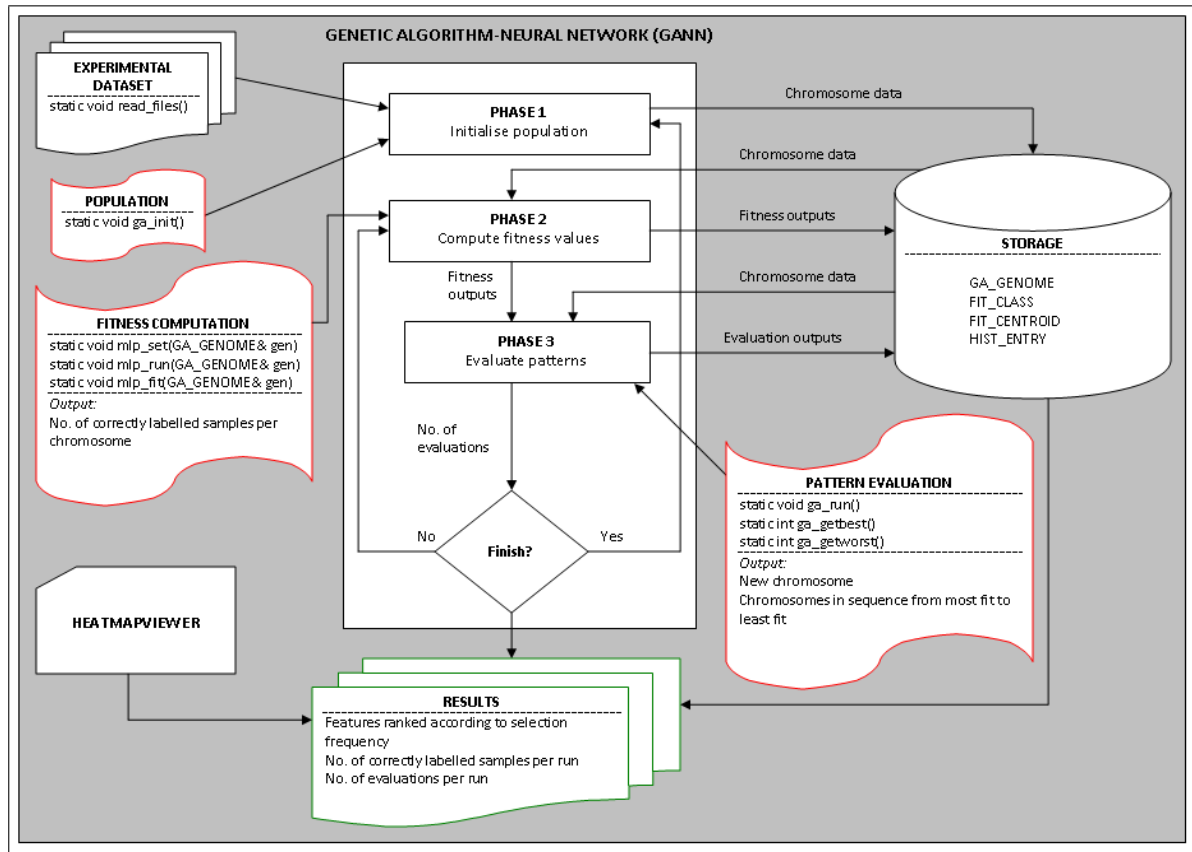 GENETIC ALGORITHM-NEURAL NETWORK (GANN)
EXPERIMENTAL
DATASET
static void read_files()
POPULATION
static void ga_init()
FITNESS COMPUTATION
static void mlp_set(GA_GENOME& gen)
static void mlp_run(GA_GENOME& gen)
static void mlp_fit(GA_GENOME& gen)
Output:
No. of correctly labelled samples per
chromosome
HEATMAPVIEWER
PHASE 1
Initialise population
PHASE 2
Compute fitness values
Fitness
outputs
PHASE 3
Evaluate patterns
No. of
evaluations
No
Finish?
Yes
Chromosome data
Chromosome data
Fitness outputs
Chromosome data
Evaluation outputs
STORAGE
GA_GENOME
FIT_CLASS
FIT_CENTROID
HIST_ENTRY
PATTERN EVALUATION
static void ga_run()
static int ga_getbest()
static int ga_getworst()
Output:
New chromosome
Chromosomes in sequence from most fit to
least fit
RESULTS
Features ranked according to selection
frequency
No. of correctly labelled samples per run
No. of evaluations per run